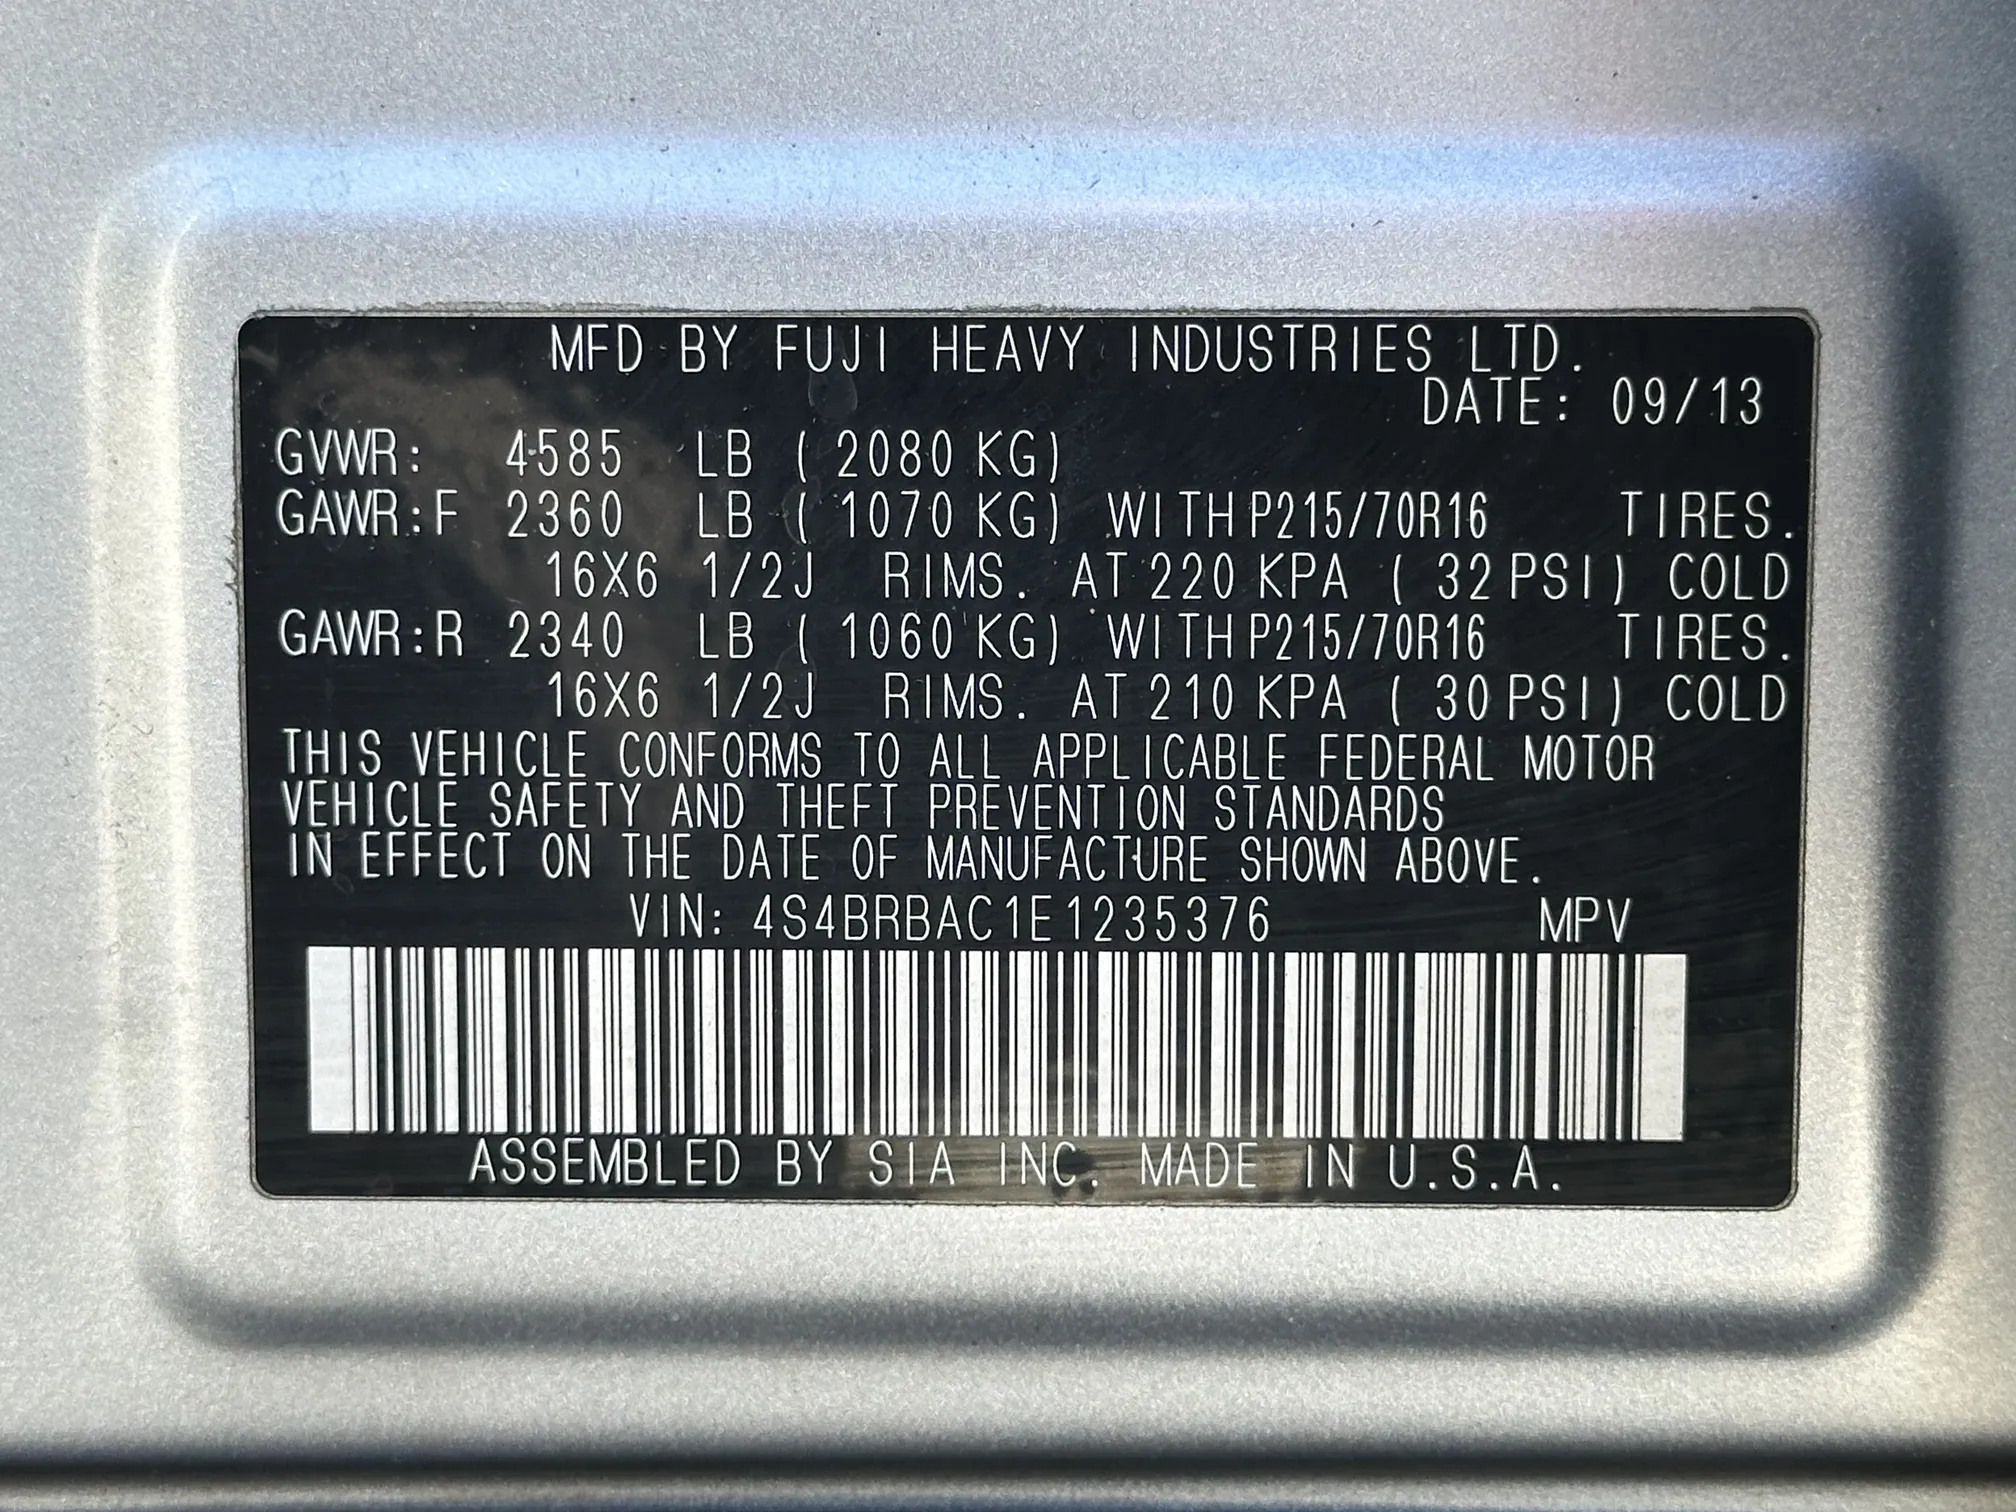 MFD BY FUJI HEAVY INDUSTRIES LTD.
DATE: 09/13
GVWR: 4585 LB ( 2080 KG)
GAWR:F 2360 LB ( 1070 KG) WITH P215/70R16 TIRES.
16X6 1/2J RIMS. AT 220 KPA ( 32 PSI) COLD
GAWR:R 2340 LB ( 1060 KG) WITH P215/70R16 TIRES.
16X6 1/2J RIMS. AT 210 KPA ( 30 PSI) COLD
THIS VEHICLE CONFORMS TO ALL APPLICABLE FEDERAL MOTOR
VEHICLE SAFETY AND THEFT PREVENTION STANDARDS
IN EFFECT ON THE DATE OF MANUFACTURE SHOWN ABOVE.
VIN: 4S4BRBAC1E1235376 MPV
ASSEMBLED BY SIA INC. MADE IN U.S.A.